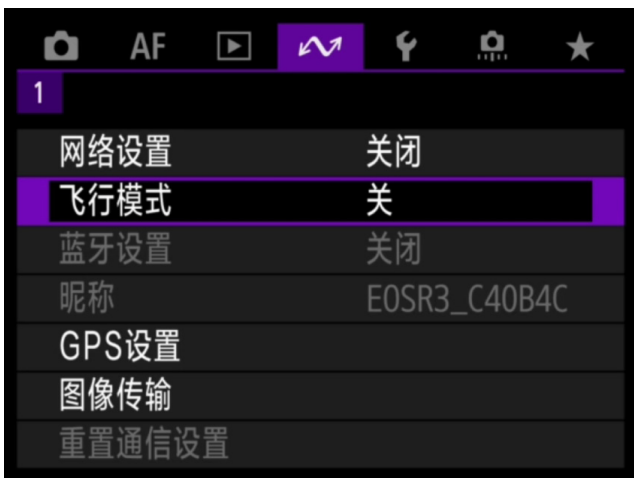 AF
1
网络设置 关闭
飞行模式 关
蓝牙设置 关闭
昵称 EOSR3_C40B4C
GPS设置
图像传输
重置通信设置